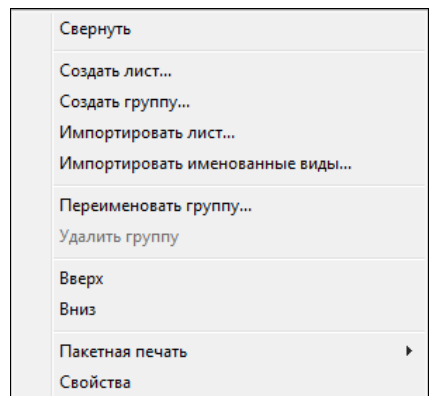 Свернуть
Создать лист...
Создать группу...
Импортировать лист...
Импортировать именованные виды...
Переименовать группу...
Удалить группу
Вверх
Вниз
Пакетная печать
Свойства